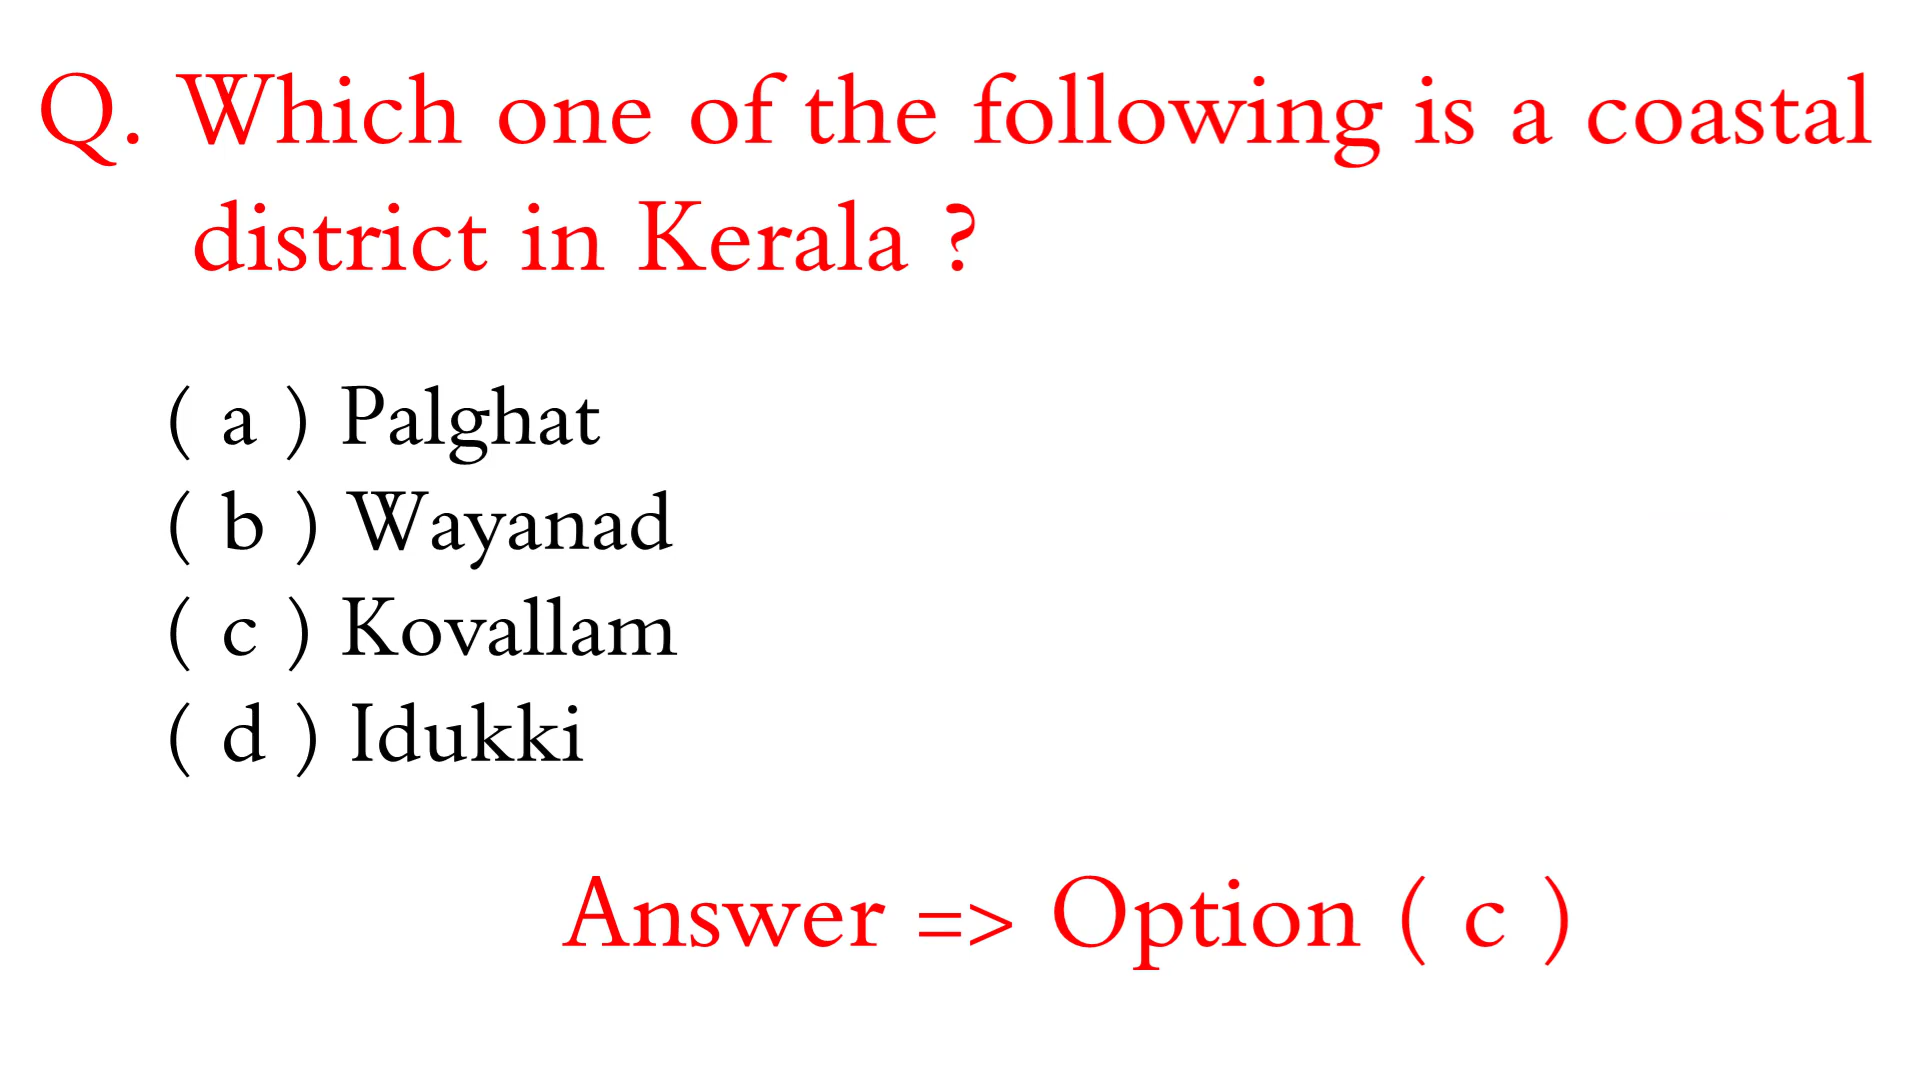 Q. Which one of the following is a coastal
district in Kerala ?
( a ) Palghat
( b ) Wayanad
( c ) Kovallam
( d ) Idukki
Answer => Option ( c )